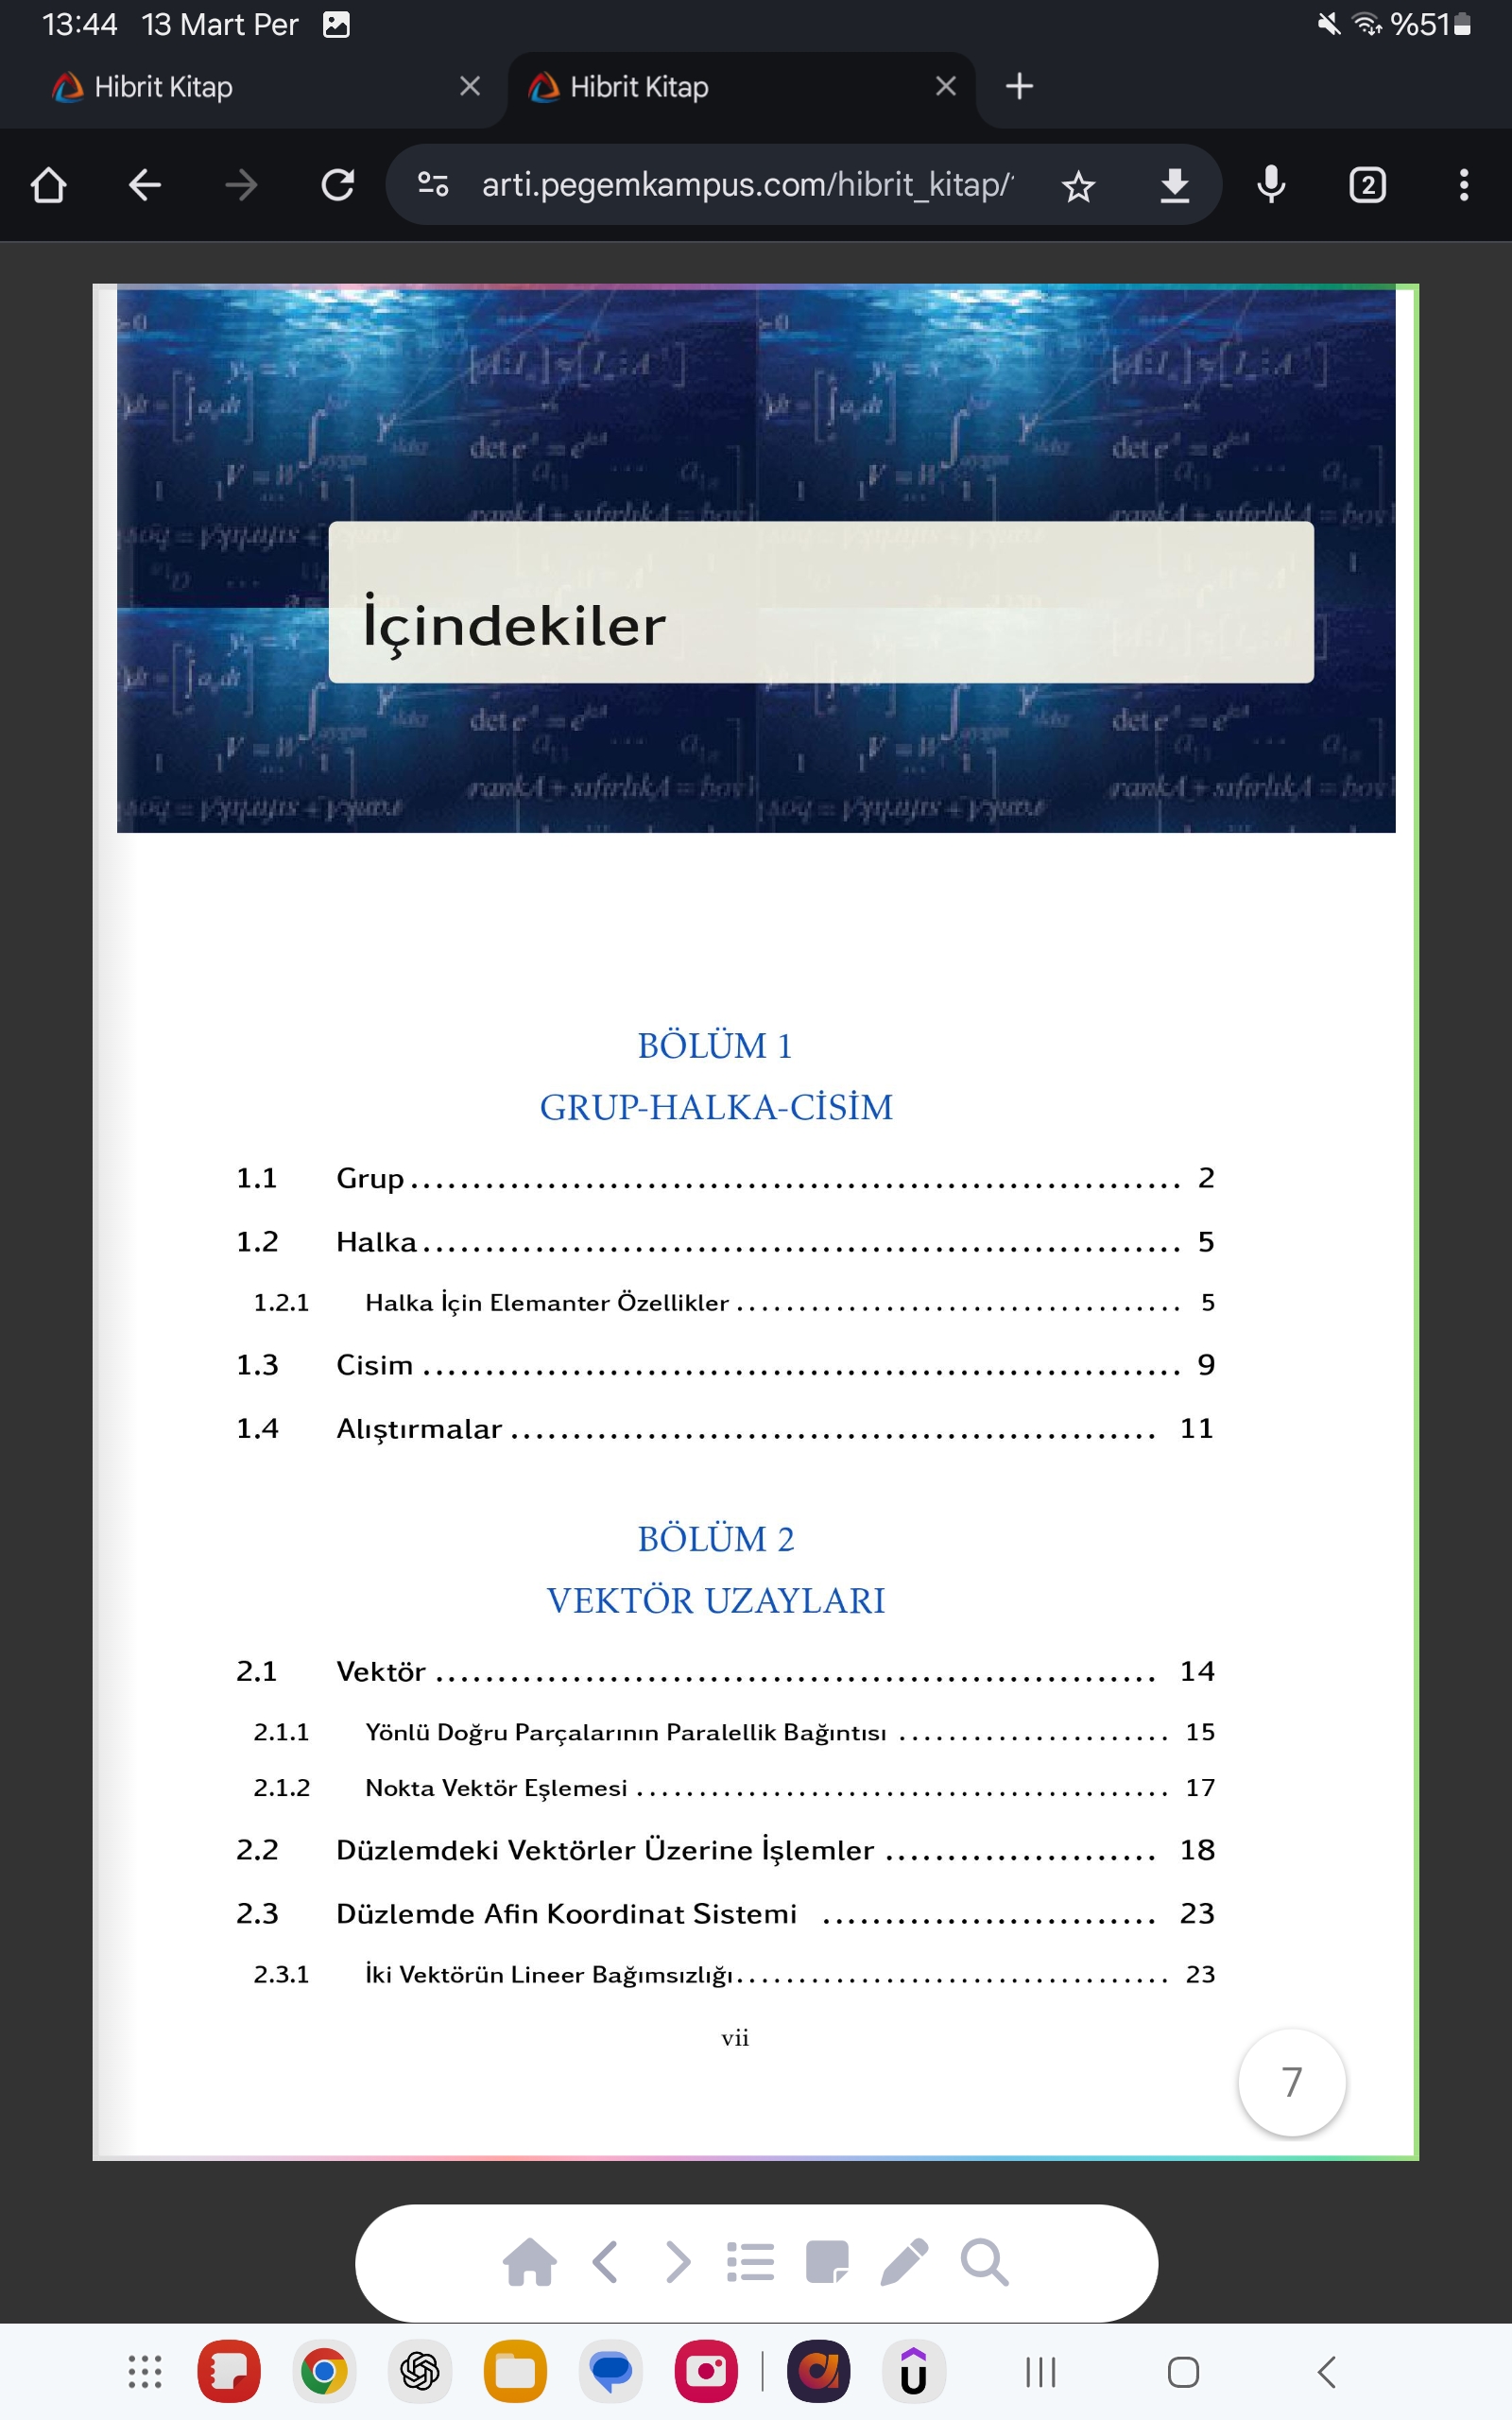 13:44 13 Mart Per %51
Hibrit Kitap Hibrit Kitap
arti.pegemkampus.com/hibrit_kitap/
2
İçindekiler
BÖLÜM 1
GRUP-HALKA-CİSİM
1.1 Grup 2
1.2 Halka 5
1.2.1 Halka İçin Elemanter Özellikler 5
1.3 Cisim 9
1.4 Alıştırmalar 11
BÖLÜM 2
VEKTÖR UZAYLARI
2.1 Vektör 14
2.1.1 Yönlü Doğru Parçalarının Paralellik Bağıntısı 15
2.1.2 Nokta Vektör Eşlemesi 17
2.2 Düzlemdeki Vektörler Üzerine İşlemler 18
2.3 Düzlemde Afin Koordinat Sistemi 23
2.3.1 İki Vektörün Lineer Bağımsızlığı 23
vii
7